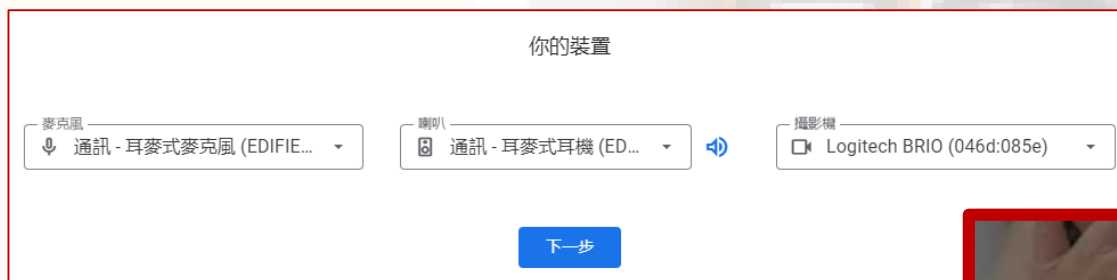 你的裝置
麥克風
通訊 - 耳麥式麥克風 (EDIFIE...
喇叭
通訊 - 耳麥式耳機 (ED...
攝影機
Logitech BRIO (046d:085e)
下一步